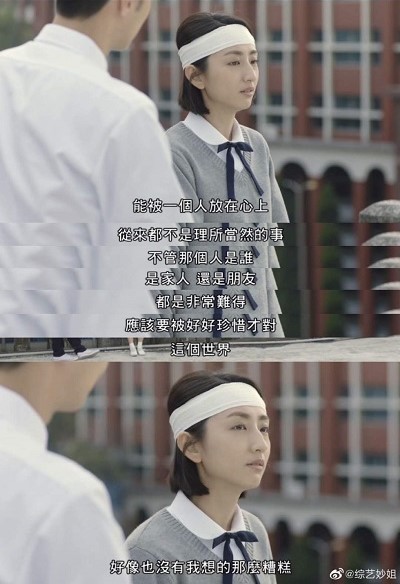 能被一個人放在心上
從來都不是理所當然的事
不管那個人是誰
是家人 還是朋友
都是非常難得
應該要被好好珍惜才對
這個世界
好像也沒有我想的那麼糟糕
@综艺妙姐